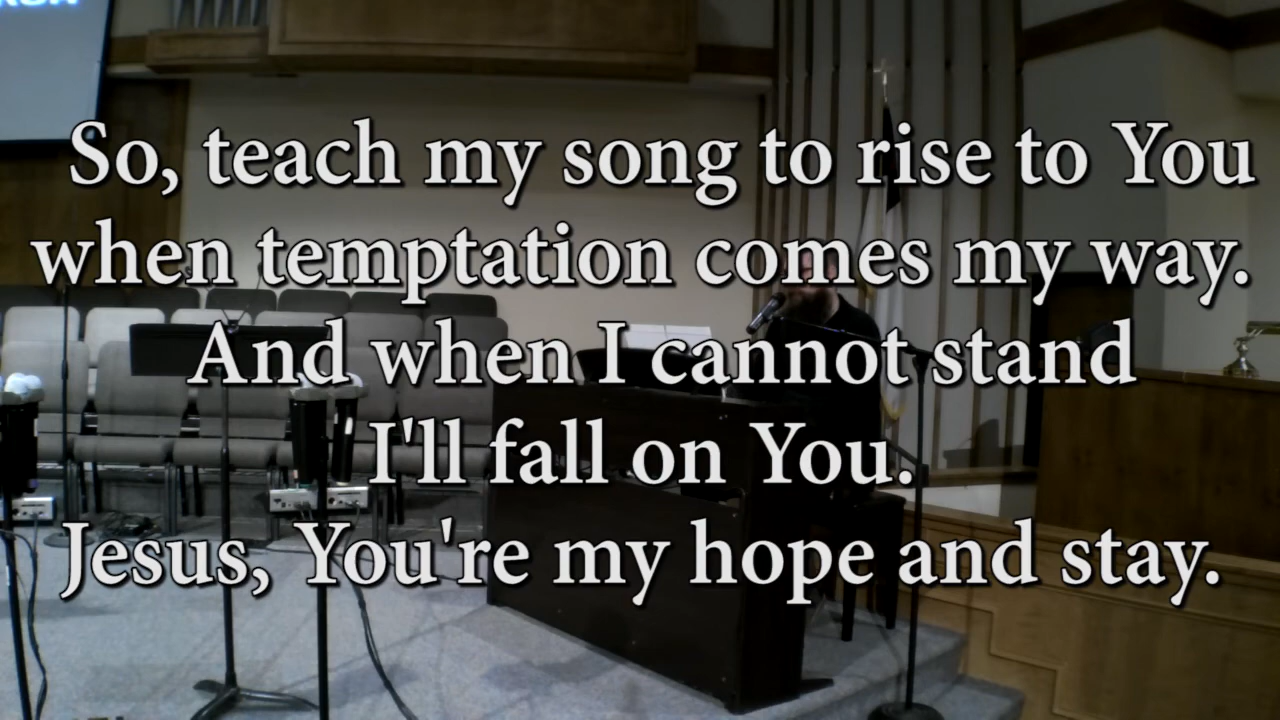 So, teach my song to rise to You
when temptation comes my way.
And when I cannot stand
I'll fall on You.
Jesus, You're my hope and stay.